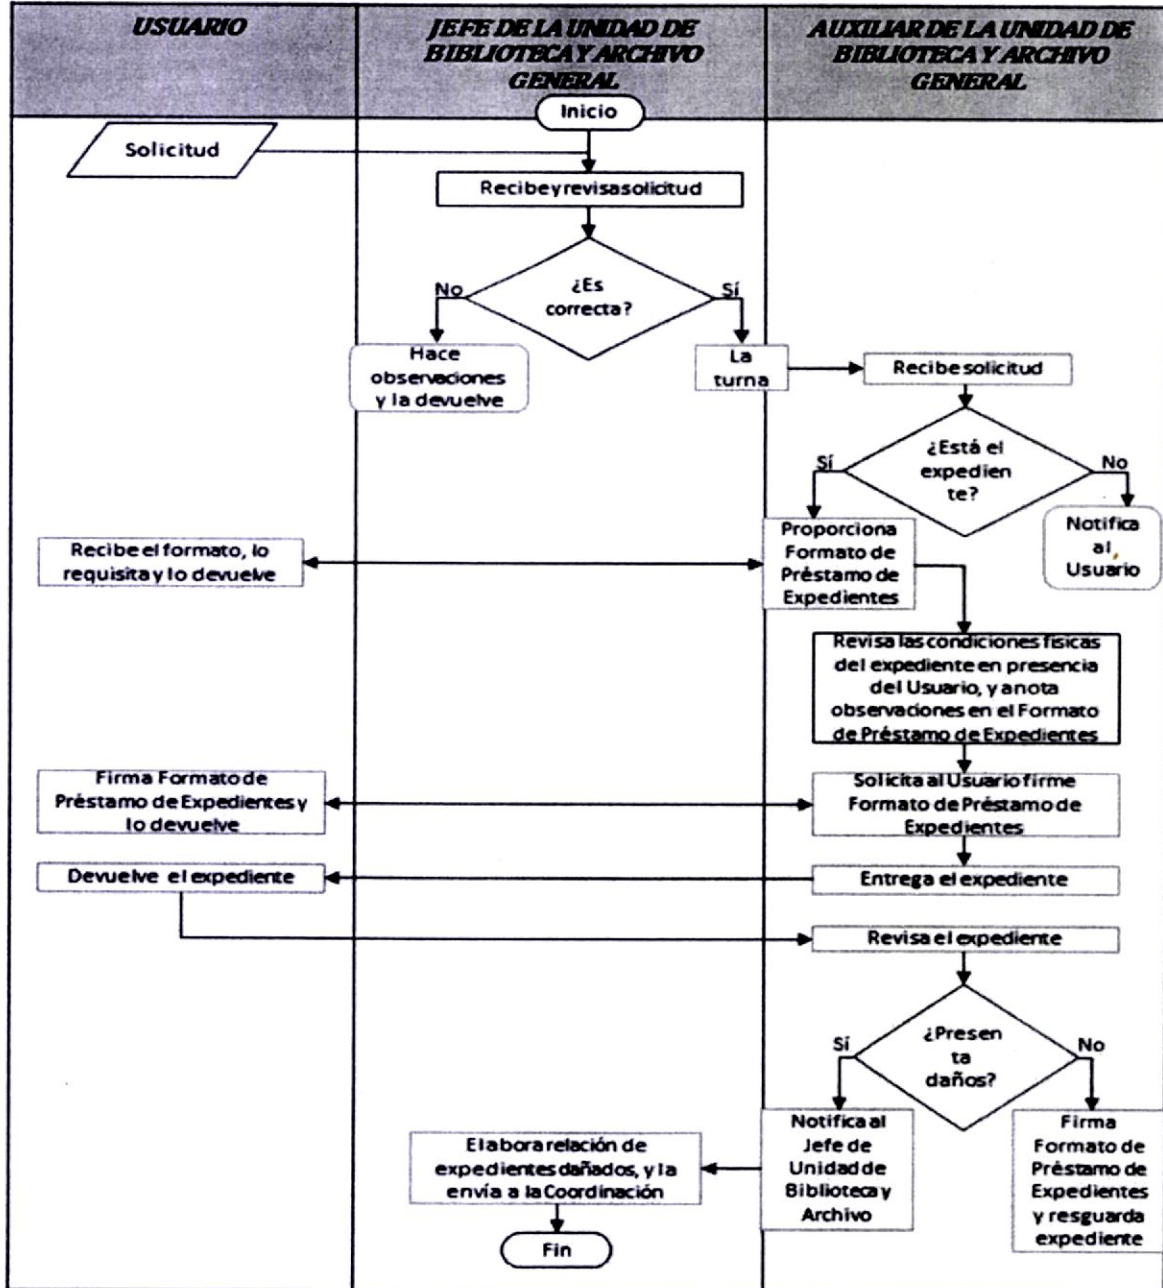 USUARIO
JEFE DE LA UNIDAD DE
BIBLIOTECA Y ARCHIVO
GENERAL
AUXILIAR DE LA UNIDAD DE
BIBLIOTECA Y ARCHIVO
GENERAL
Inicio
Solicitud
Recibe y revisa solicitud
¿Es
correcta?
No
Sí
Hace
observaciones
y la devuelve
La
turna
Recibe solicitud
¿Está el
expedien
te?
Sí
No
Proporciona
Formato de
Préstamo de
Expedientes
Notifica
al
Usuario
Recibe el formato, lo
requisita y lo devuelve
Revisa las condiciones físicas
del expediente en presencia
del Usuario, y anota
observaciones en el Formato
de Préstamo de Expedientes
Firma Formato de
Préstamo de Expedientes y
lo devuelve
Solicita al Usuario firme
Formato de Préstamo de
Expedientes
Devuelve el expediente
Entrega el expediente
Revisa el expediente
¿Presen
ta
daños?
Sí
No
Notifica al
Jefe de
Unidad de
Biblioteca y
Archivo
Firma
Formato de
Préstamo de
Expedientes
y resguarda
expediente
Elabora relación de
expedientes dañados, y la
envía a la Coordinación
Fin